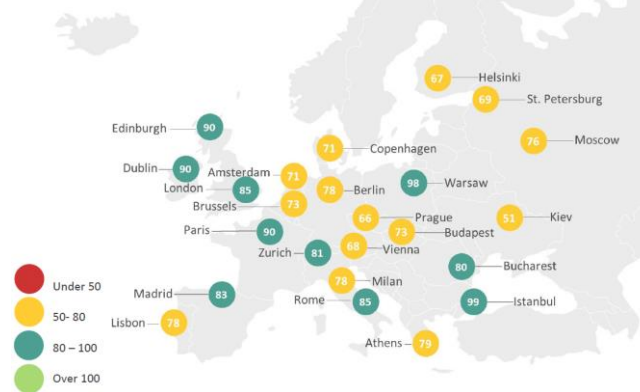 67 Helsinki
69 St. Petersburg
Edinburgh 90
76 Moscow
71 Copenhagen
Dublin 90
Amsterdam 71
London 85
78 Berlin
98 Warsaw
Brussels 73
66 Prague
51 Kiev
Paris 90
73 Budapest
68 Vienna
Zurich 81
80 Bucharest
78 Milan
Madrid 83
Rome 85
99 Istanbul
Lisbon 78
Athens 79
Under 50
50- 80
80 – 100
Over 100